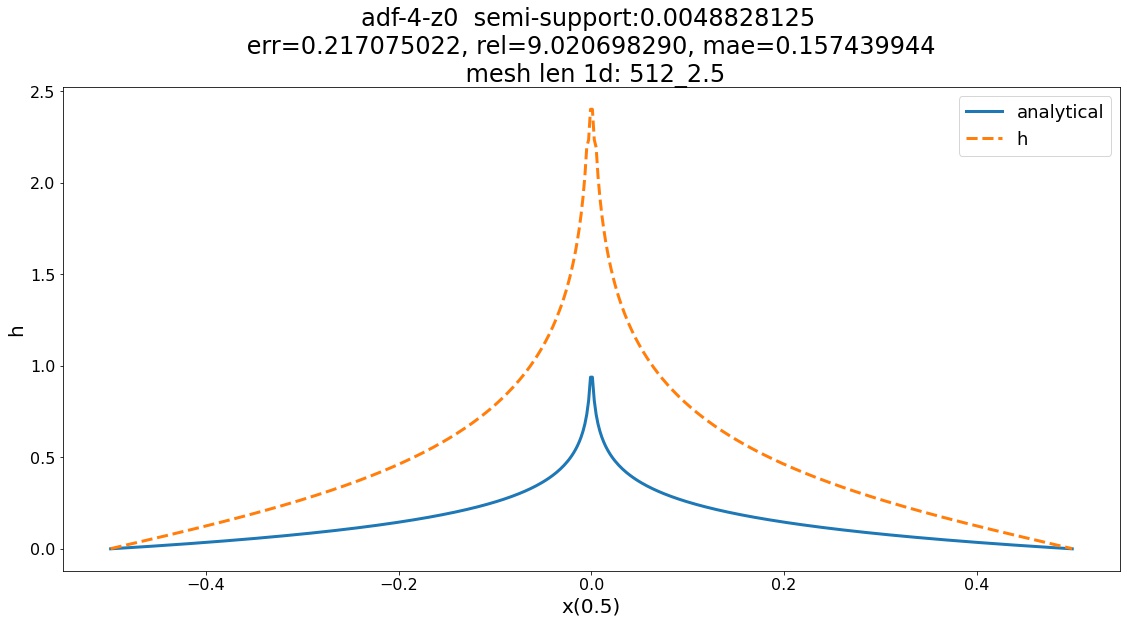 adf-4-z0 semi-support:0.0048828125
err=0.217075022, rel=9.020698290, mae=0.157439944
mesh len 1d: 512_2.5
analytical
h
2.5
2.0
1.5
1.0
0.5
0.0
h
−0.4
−0.2
0.0
0.2
0.4
x(0.5)